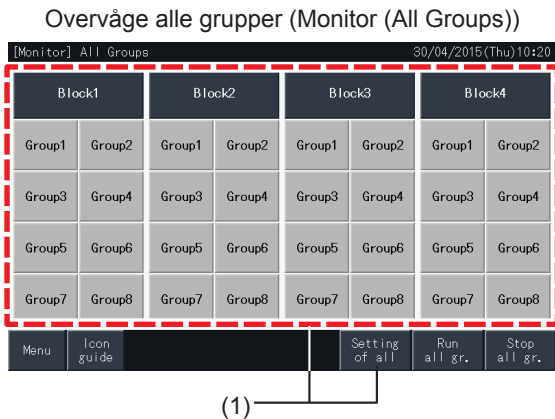 Overvåge alle grupper (Monitor (All Groups))
[Monitor] All Groups 30/04/2015(Thu)10:20
Block1 Block2 Block3 Block4
Group1 Group2 Group1 Group2 Group1 Group2 Group1 Group2
Group3 Group4 Group3 Group4 Group3 Group4 Group3 Group4
Group5 Group6 Group5 Group6 Group5 Group6 Group5 Group6
Group7 Group8 Group7 Group8 Group7 Group8 Group7 Group8
Menu Icon Setting Run Stop
guide of all all gr. all gr.
(1)